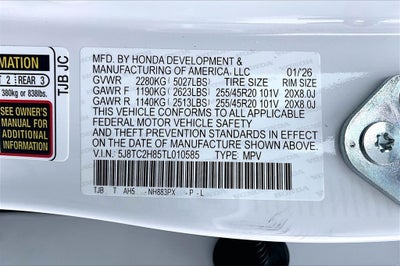 T 2 REAR 3
380kg or 838lbs.
SEE OWNER'S
MANUAL FOR
ADDITIONAL
INFORMATION
TJB JC
MFD. BY HONDA DEVELOPMENT &
MANUFACTURING OF AMERICA, LLC 01/26
GVWR 2280KG(5027LBS) TIRE SIZE RIM SIZE
GAWR F 1190KG(2623LBS) 255/45R20 101V 20X8.0J
GAWR R 1140KG(2513LBS) 255/45R20 101V 20X8.0J
THIS VEHICLE CONFORMS TO ALL APPLICABLE
FEDERAL MOTOR VEHICLE SAFETY
AND THEFT PREVENTION STANDARDS IN EFFECT
ON THE DATE OF MANUFACTURE SHOWN ABOVE.
V.I.N. 5J8TC2H85TL010585 TYPE MPV
TJB T AH5 NH883PX - P - L